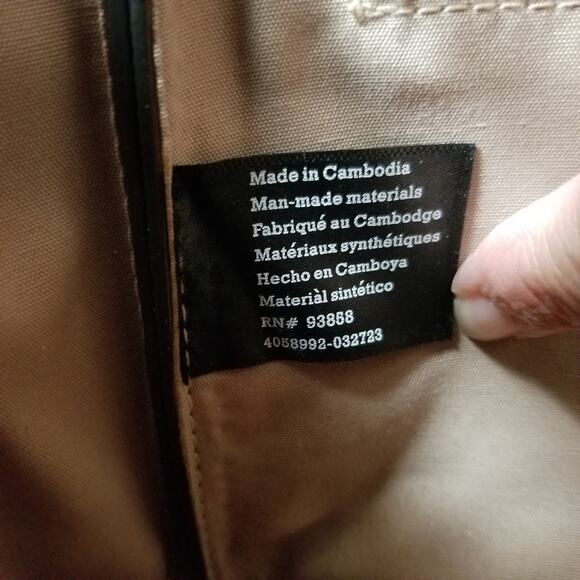 Made in Cambodia
Man-made materials
Fabriqué au Cambodge
Matériaux synthétiques
Hecho en Camboya
Materiàl sintético
RN# 93858
4058992-032723